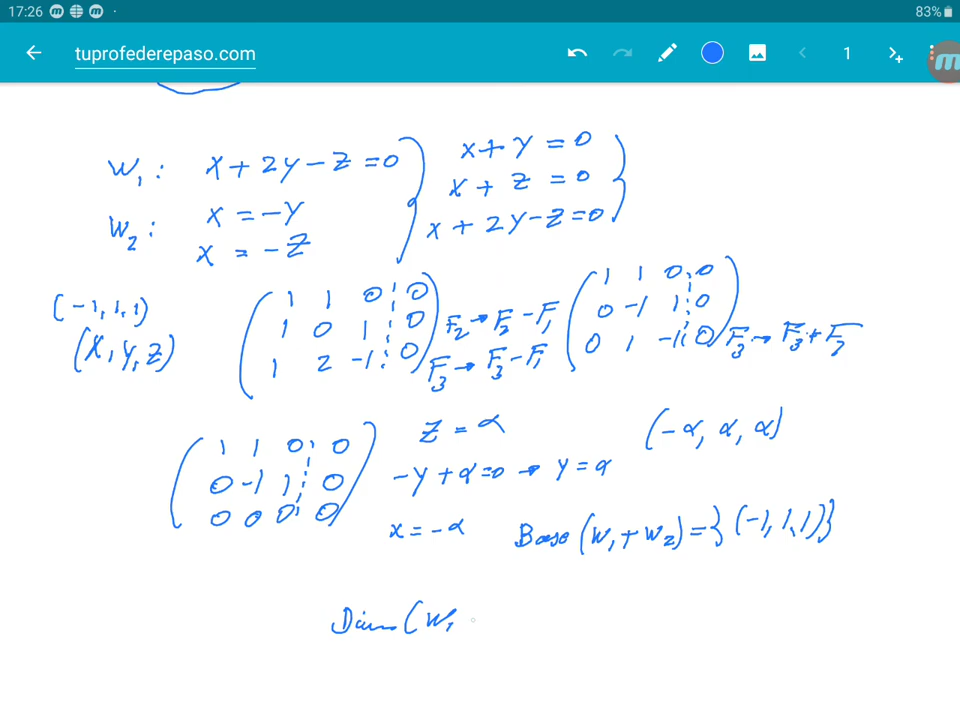 17:26 83%
tuprofederepaso.com 1
W₁: x + 2y - z = 0
W₂: x = -y
x = -z
x + y = 0
x + z = 0
x + 2y - z = 0
(-1, 1, 1)
(x, y, z)
1 1 0 0
1 0 1 0
1 2 -1 0
F₂ → F₂ - F₁
F₃ → F₃ - F₁
1 1 0 0
0 -1 1 0
0 1 -1 0
F₃ → F₃ + F₂
1 1 0 0
0 -1 1 0
0 0 0 0
z = α
-y + α = 0 → y = α
x = -α
(-α, α, α)
Base (W₁ + W₂) = {(-1, 1, 1)}
Dim (W₁